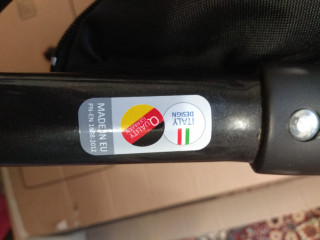 ITALY
DESIGN
QUALITY
MADE IN EU
PN-EN 1888:2012